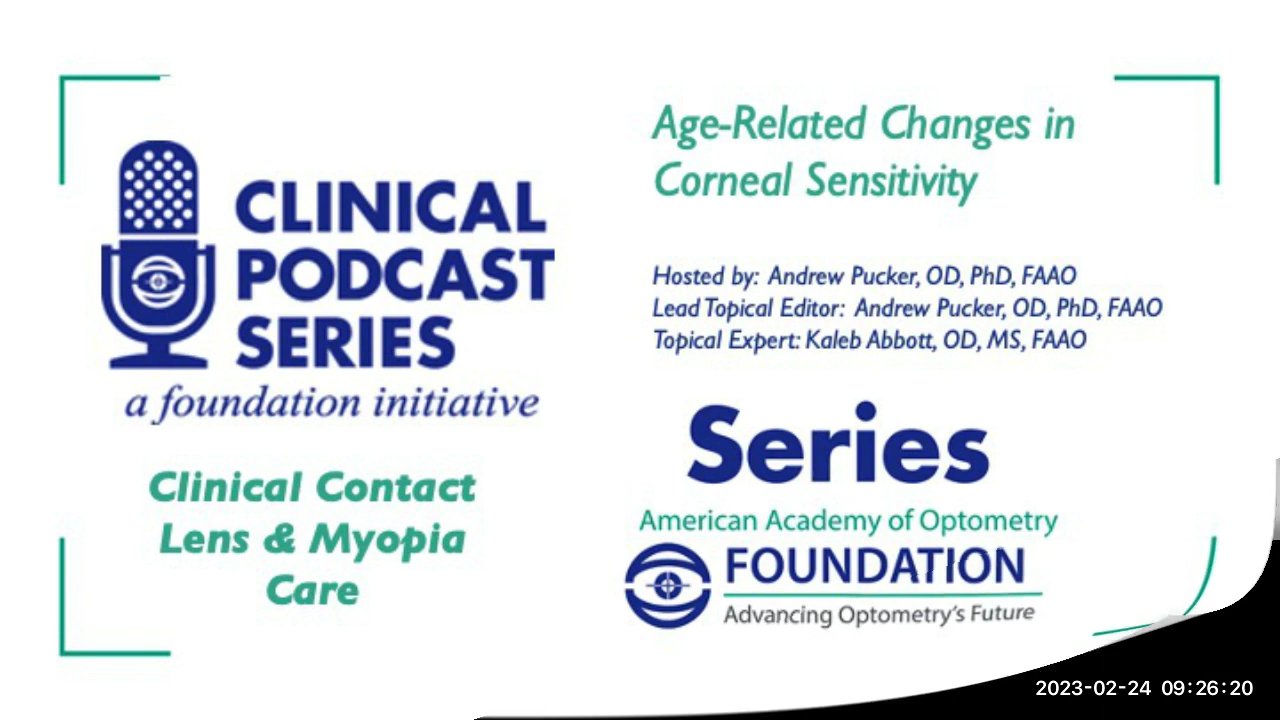 CLINICAL
PODCAST
SERIES
a foundation initiative
Clinical Contact
Lens & Myopia
Care
Age-Related Changes in
Corneal Sensitivity
Hosted by: Andrew Pucker, OD, PhD, FAAO
Lead Topical Editor: Andrew Pucker, OD, PhD, FAAO
Topical Expert: Kaleb Abbott, OD, MS, FAAO
Series
American Academy of Optometry
FOUNDATION
Advancing Optometry's Future
2023-02-24 09:26:20